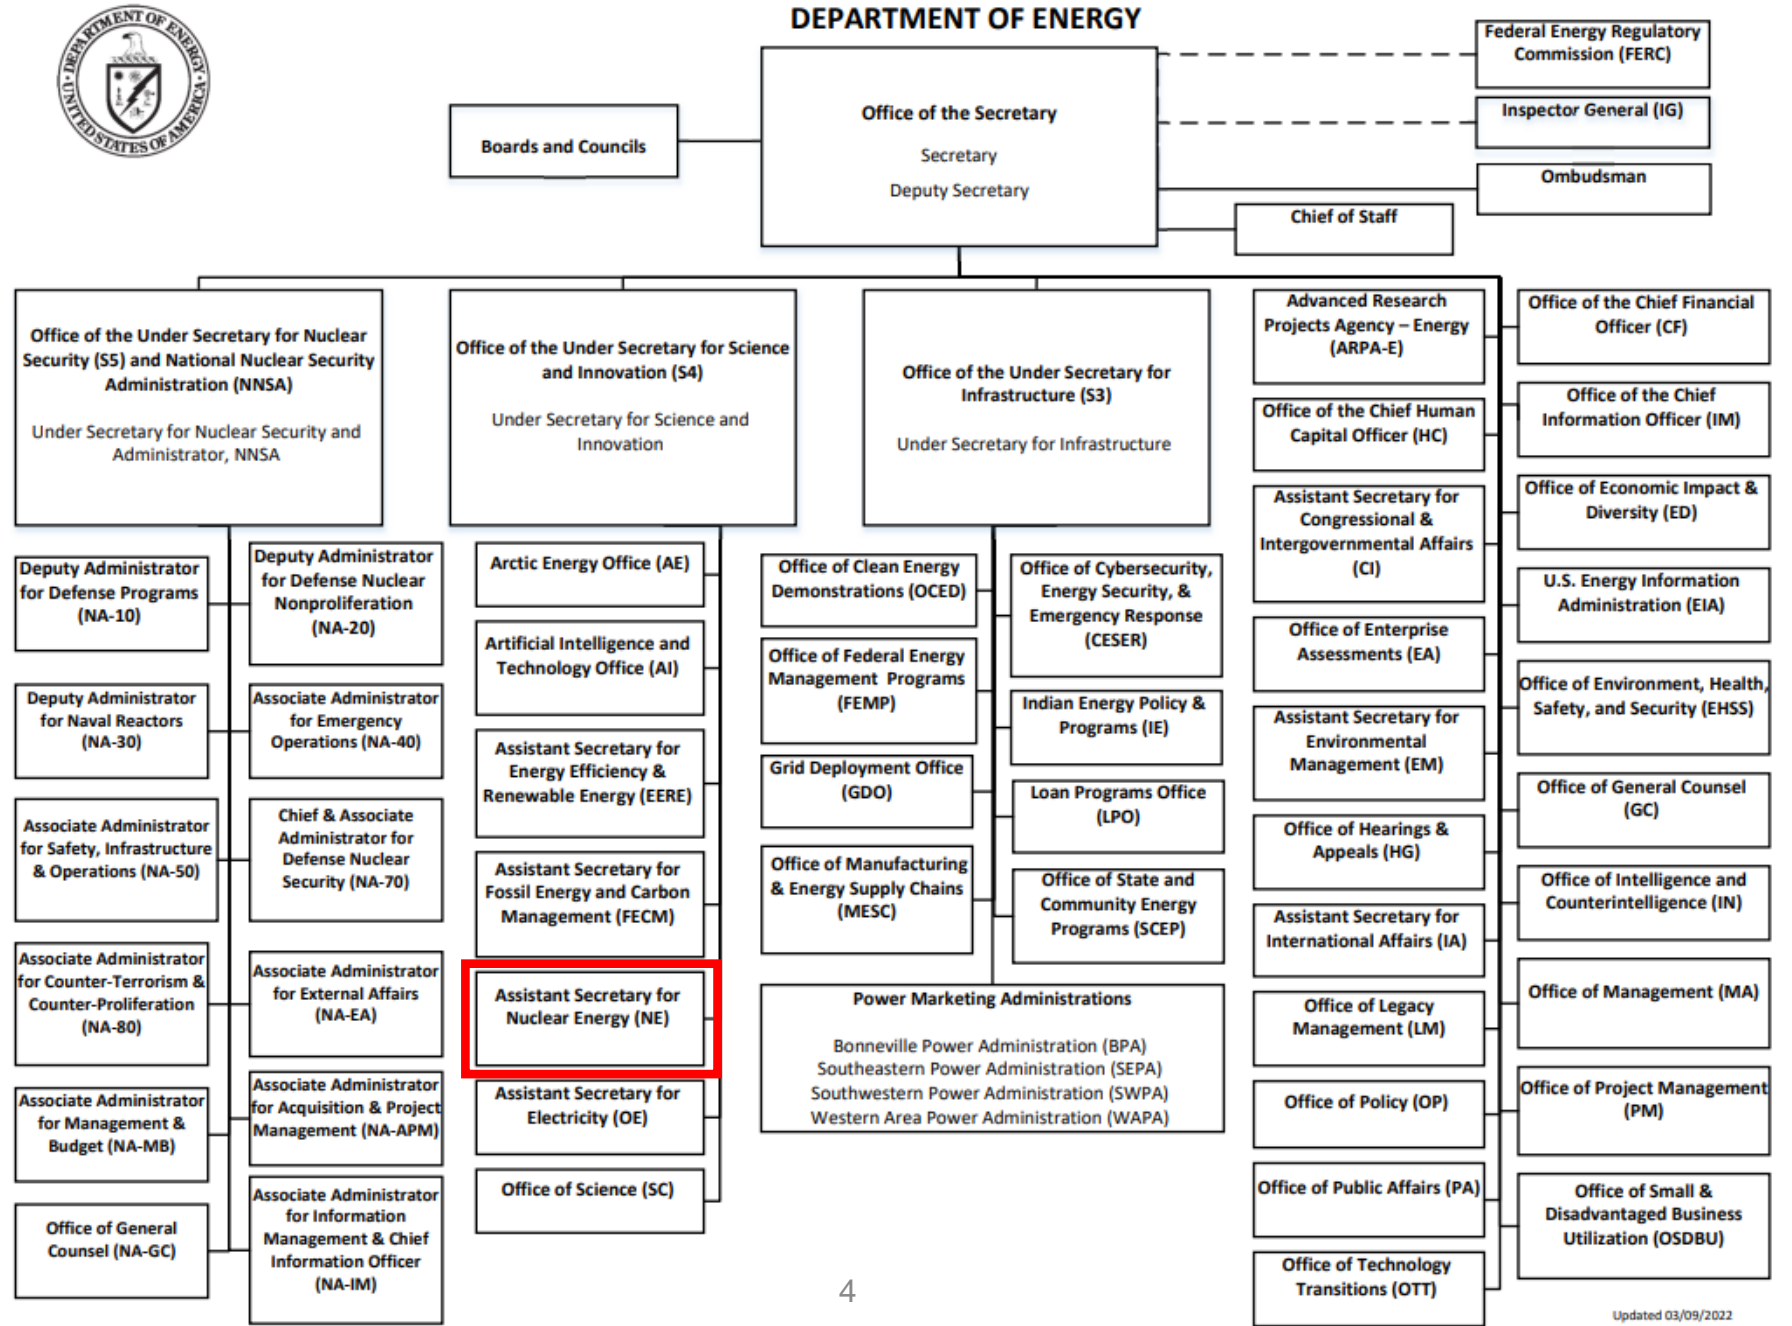 DEPARTMENT OF ENERGY
DEPARTMENT OF ENERGY
UNITED STATES OF AMERICA
Federal Energy Regulatory
Commission (FERC)
Inspector General (IG)
Ombudsman
Chief of Staff
Boards and Councils
Office of the Secretary
Secretary
Deputy Secretary
Office of the Under Secretary for Nuclear
Security (S5) and National Nuclear Security
Administration (NNSA)
Under Secretary for Nuclear Security and
Administrator, NNSA
Office of the Under Secretary for Science
and Innovation (S4)
Under Secretary for Science and
Innovation
Office of the Under Secretary for
Infrastructure (S3)
Under Secretary for Infrastructure
Deputy Administrator
for Defense Programs
(NA-10)
Deputy Administrator
for Defense Nuclear
Nonproliferation
(NA-20)
Deputy Administrator
for Naval Reactors
(NA-30)
Associate Administrator
for Emergency
Operations (NA-40)
Associate Administrator
for Safety, Infrastructure
& Operations (NA-50)
Chief & Associate
Administrator for
Defense Nuclear
Security (NA-70)
Associate Administrator
for Counter-Terrorism &
Counter-Proliferation
(NA-80)
Associate Administrator
for External Affairs
(NA-EA)
Associate Administrator
for Management &
Budget (NA-MB)
Associate Administrator
for Acquisition & Project
Management (NA-APM)
Office of General
Counsel (NA-GC)
Associate Administrator
for Information
Management & Chief
Information Officer
(NA-IM)
Arctic Energy Office (AE)
Artificial Intelligence and
Technology Office (AI)
Assistant Secretary for
Energy Efficiency &
Renewable Energy (EERE)
Assistant Secretary for
Fossil Energy and Carbon
Management (FECM)
Assistant Secretary for
Nuclear Energy (NE)
Assistant Secretary for
Electricity (OE)
Office of Science (SC)
Office of Clean Energy
Demonstrations (OCED)
Office of Cybersecurity,
Energy Security, &
Emergency Response
(CESER)
Office of Federal Energy
Management Programs
(FEMP)
Indian Energy Policy &
Programs (IE)
Grid Deployment Office
(GDO)
Loan Programs Office
(LPO)
Office of Manufacturing
& Energy Supply Chains
(MESC)
Office of State and
Community Energy
Programs (SCEP)
Power Marketing Administrations
Bonneville Power Administration (BPA)
Southeastern Power Administration (SEPA)
Southwestern Power Administration (SWPA)
Western Area Power Administration (WAPA)
Advanced Research
Projects Agency – Energy
(ARPA-E)
Office of the Chief Financial
Officer (CF)
Office of the Chief Human
Capital Officer (HC)
Office of the Chief
Information Officer (IM)
Assistant Secretary for
Congressional &
Intergovernmental Affairs
(CI)
Office of Economic Impact &
Diversity (ED)
U.S. Energy Information
Administration (EIA)
Office of Enterprise
Assessments (EA)
Office of Environment, Health,
Safety, and Security (EHSS)
Assistant Secretary for
Environmental
Management (EM)
Office of General Counsel
(GC)
Office of Hearings &
Appeals (HG)
Office of Intelligence and
Counterintelligence (IN)
Assistant Secretary for
International Affairs (IA)
Office of Management (MA)
Office of Legacy
Management (LM)
Office of Project Management
(PM)
Office of Policy (OP)
Office of Public Affairs (PA)
Office of Small &
Disadvantaged Business
Utilization (OSDBU)
Office of Technology
Transitions (OTT)
4
Updated 03/09/2022